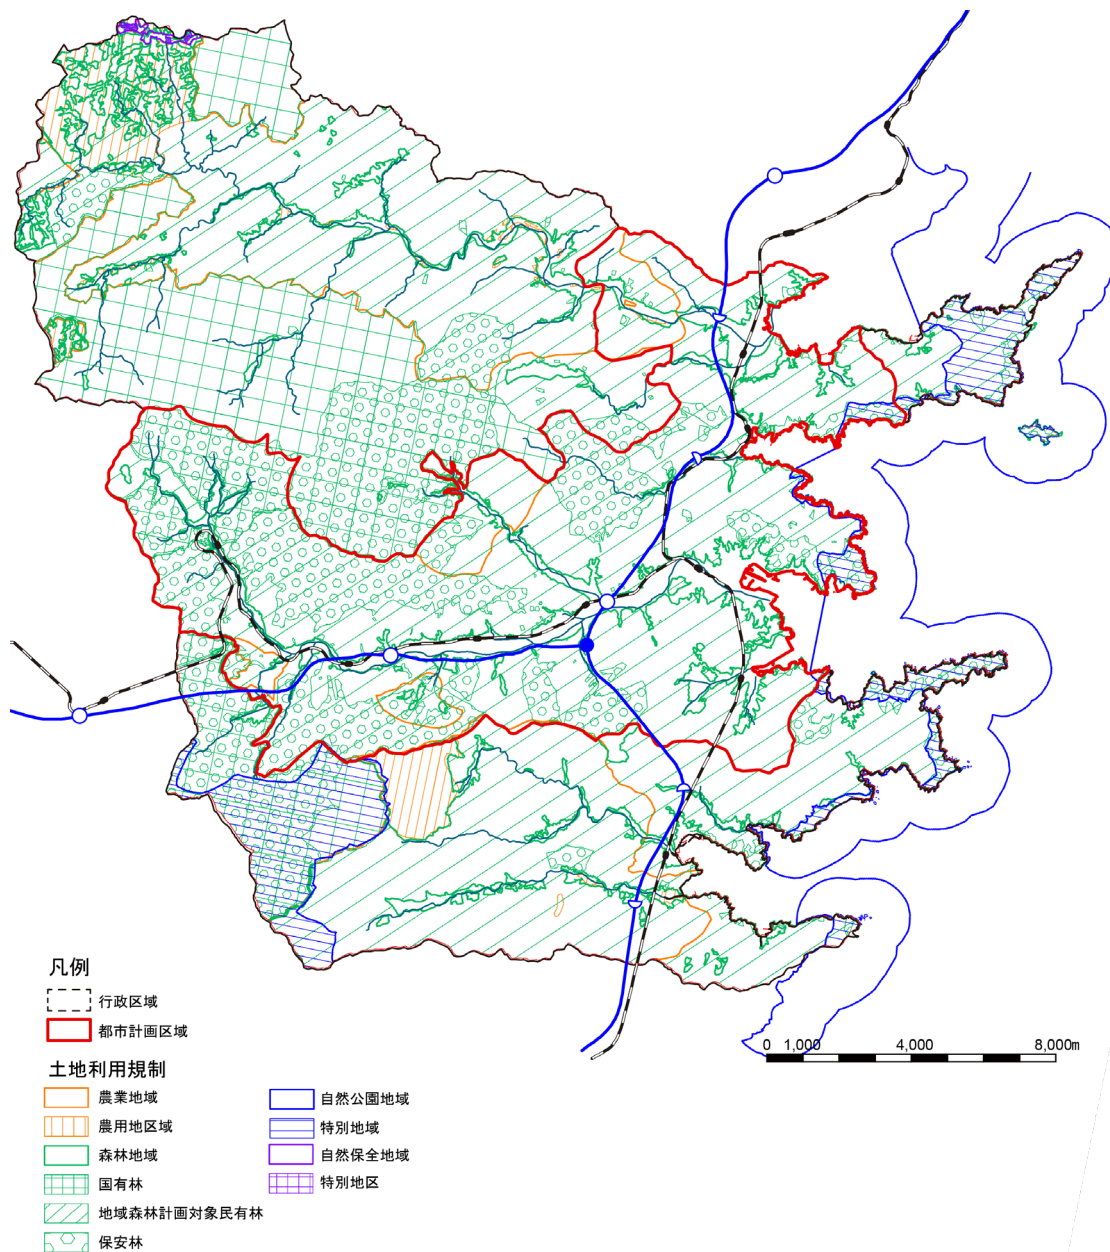 0 1,000 4,000 8,000m
凡例
行政区域
都市計画区域
土地利用規制
農業地域
農用地区域
森林地域
国有林
地域森林計画対象民有林
保安林
自然公園地域
特別地域
自然保全地域
特別地区